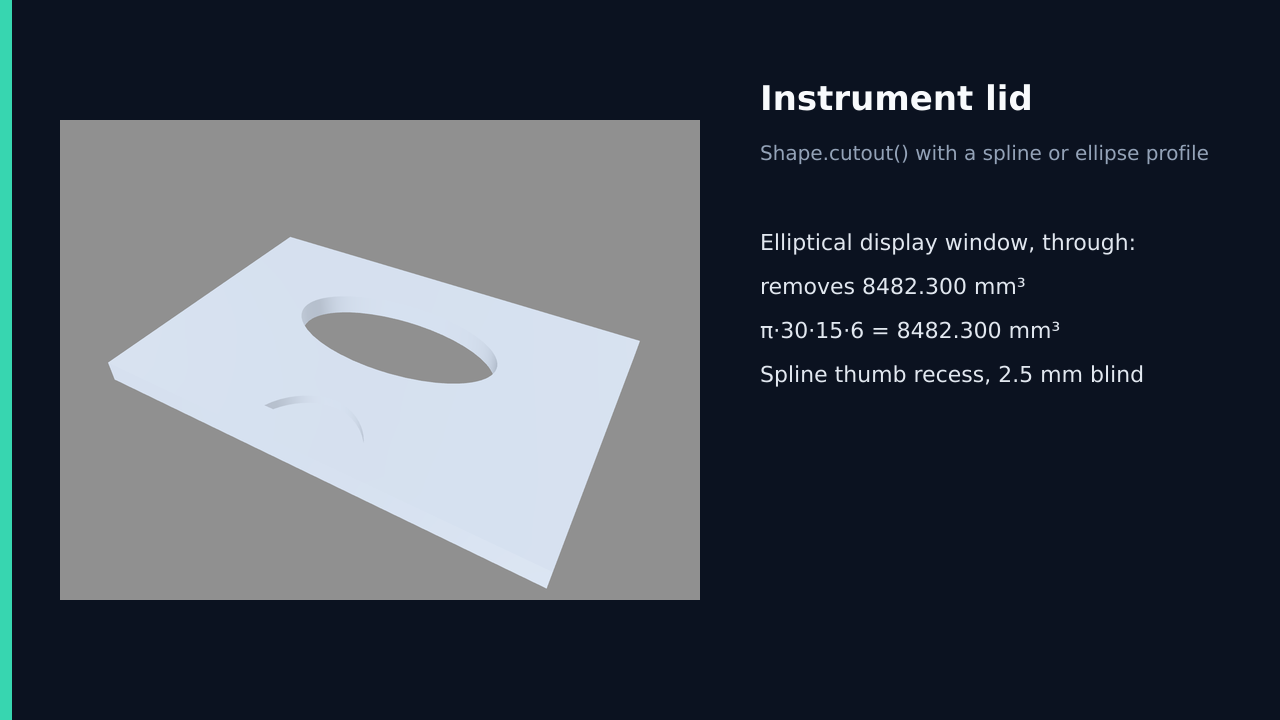 Instrument lid
Shape.cutout() with a spline or ellipse profile
Elliptical display window, through:
removes 8482.300 mm³
π·30·15·6 = 8482.300 mm³
Spline thumb recess, 2.5 mm blind